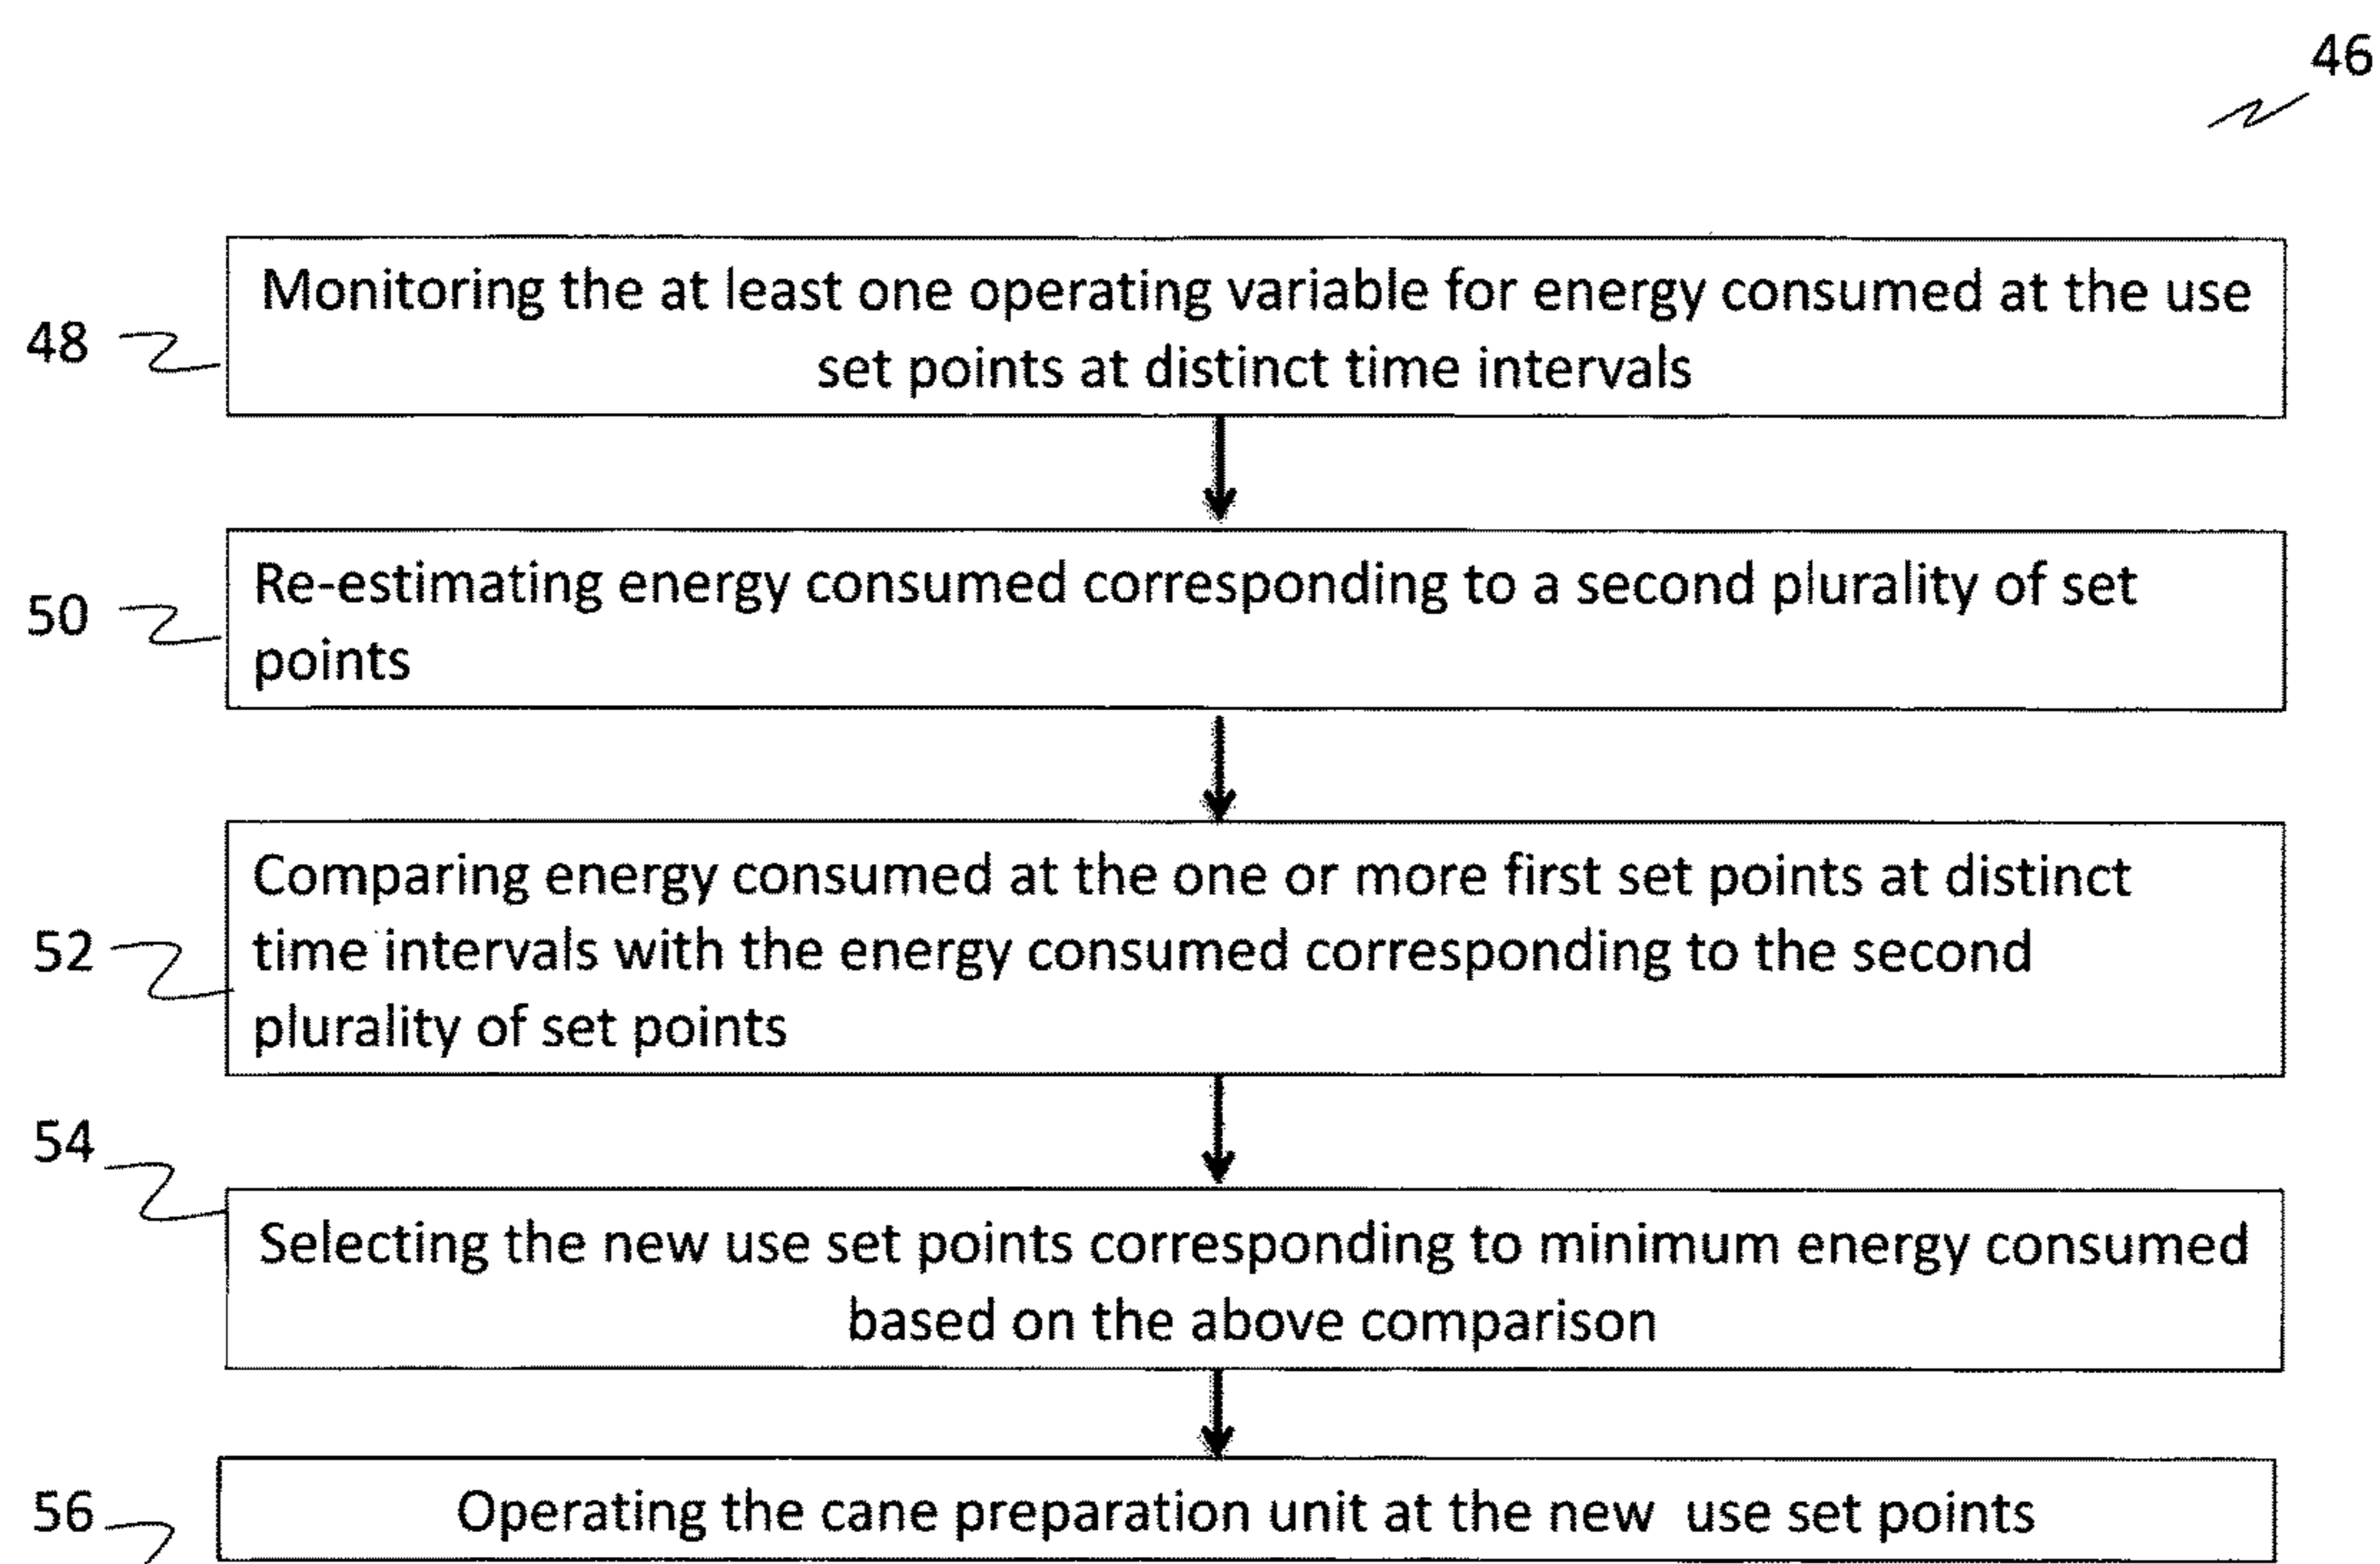 46
Monitoring the at least one operating variable for energy consumed at the use
48
set points at distinct time intervals
Re-estimating energy consumed corresponding to a second plurality of set
50
points
Comparing energy consumed at the one or more first set points at distinct
52
time intervals with the energy consumed corresponding to the second
plurality of set points
54
Selecting the new use set points corresponding to minimum energy consumed
based on the above comparison
56
Operating the cane preparation unit at the new use set points